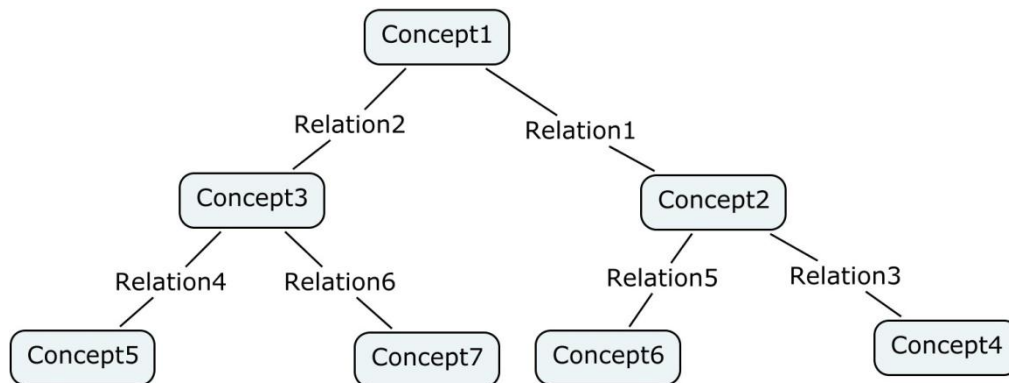 Concept1
Relation2
Relation1
Concept3
Concept2
Relation4
Relation6
Relation5
Relation3
Concept5
Concept7
Concept6
Concept4